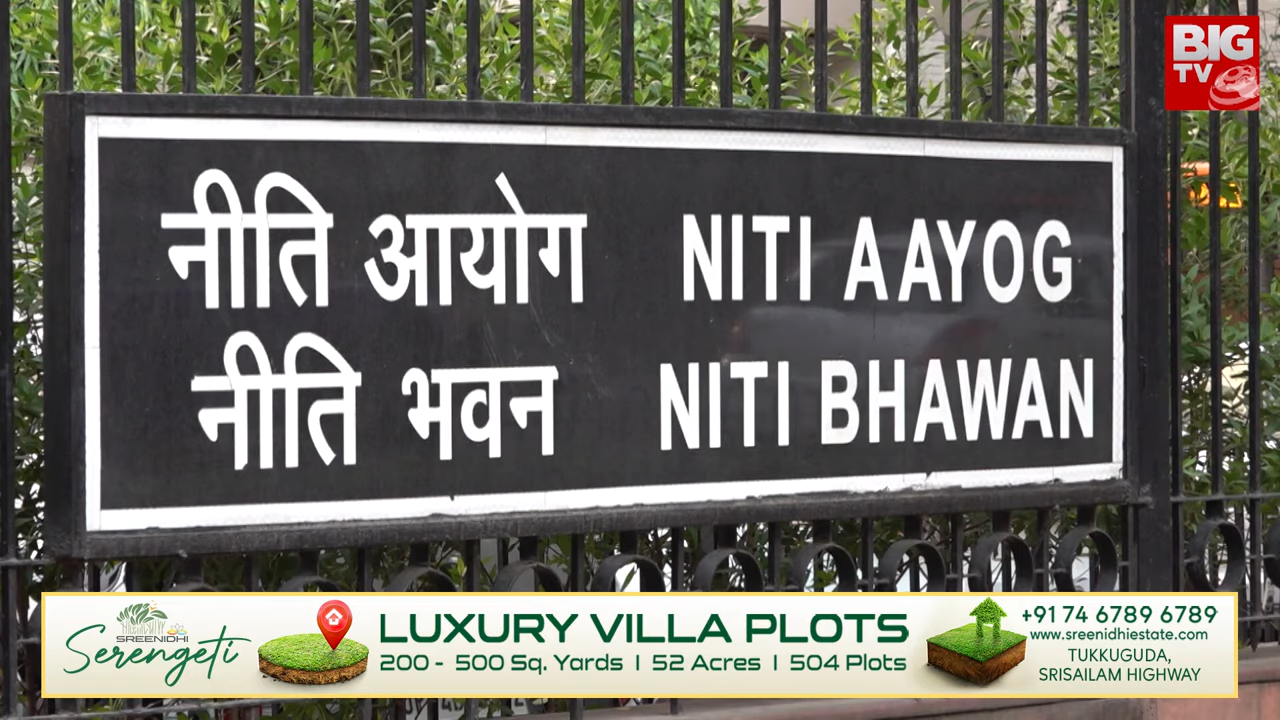 BIG
TV
नीति आयोग NITI AAYOG
नीति भवन NITI BHAWAN
SREENIDHI
Serengeti
LUXURY VILLA PLOTS
200 - 500 Sq. Yards | 52 Acres | 504 Plots
+91 74 6789 6789
www.sreenidhiestate.com
TUKKUGUDA,
SRISAILAM HIGHWAY